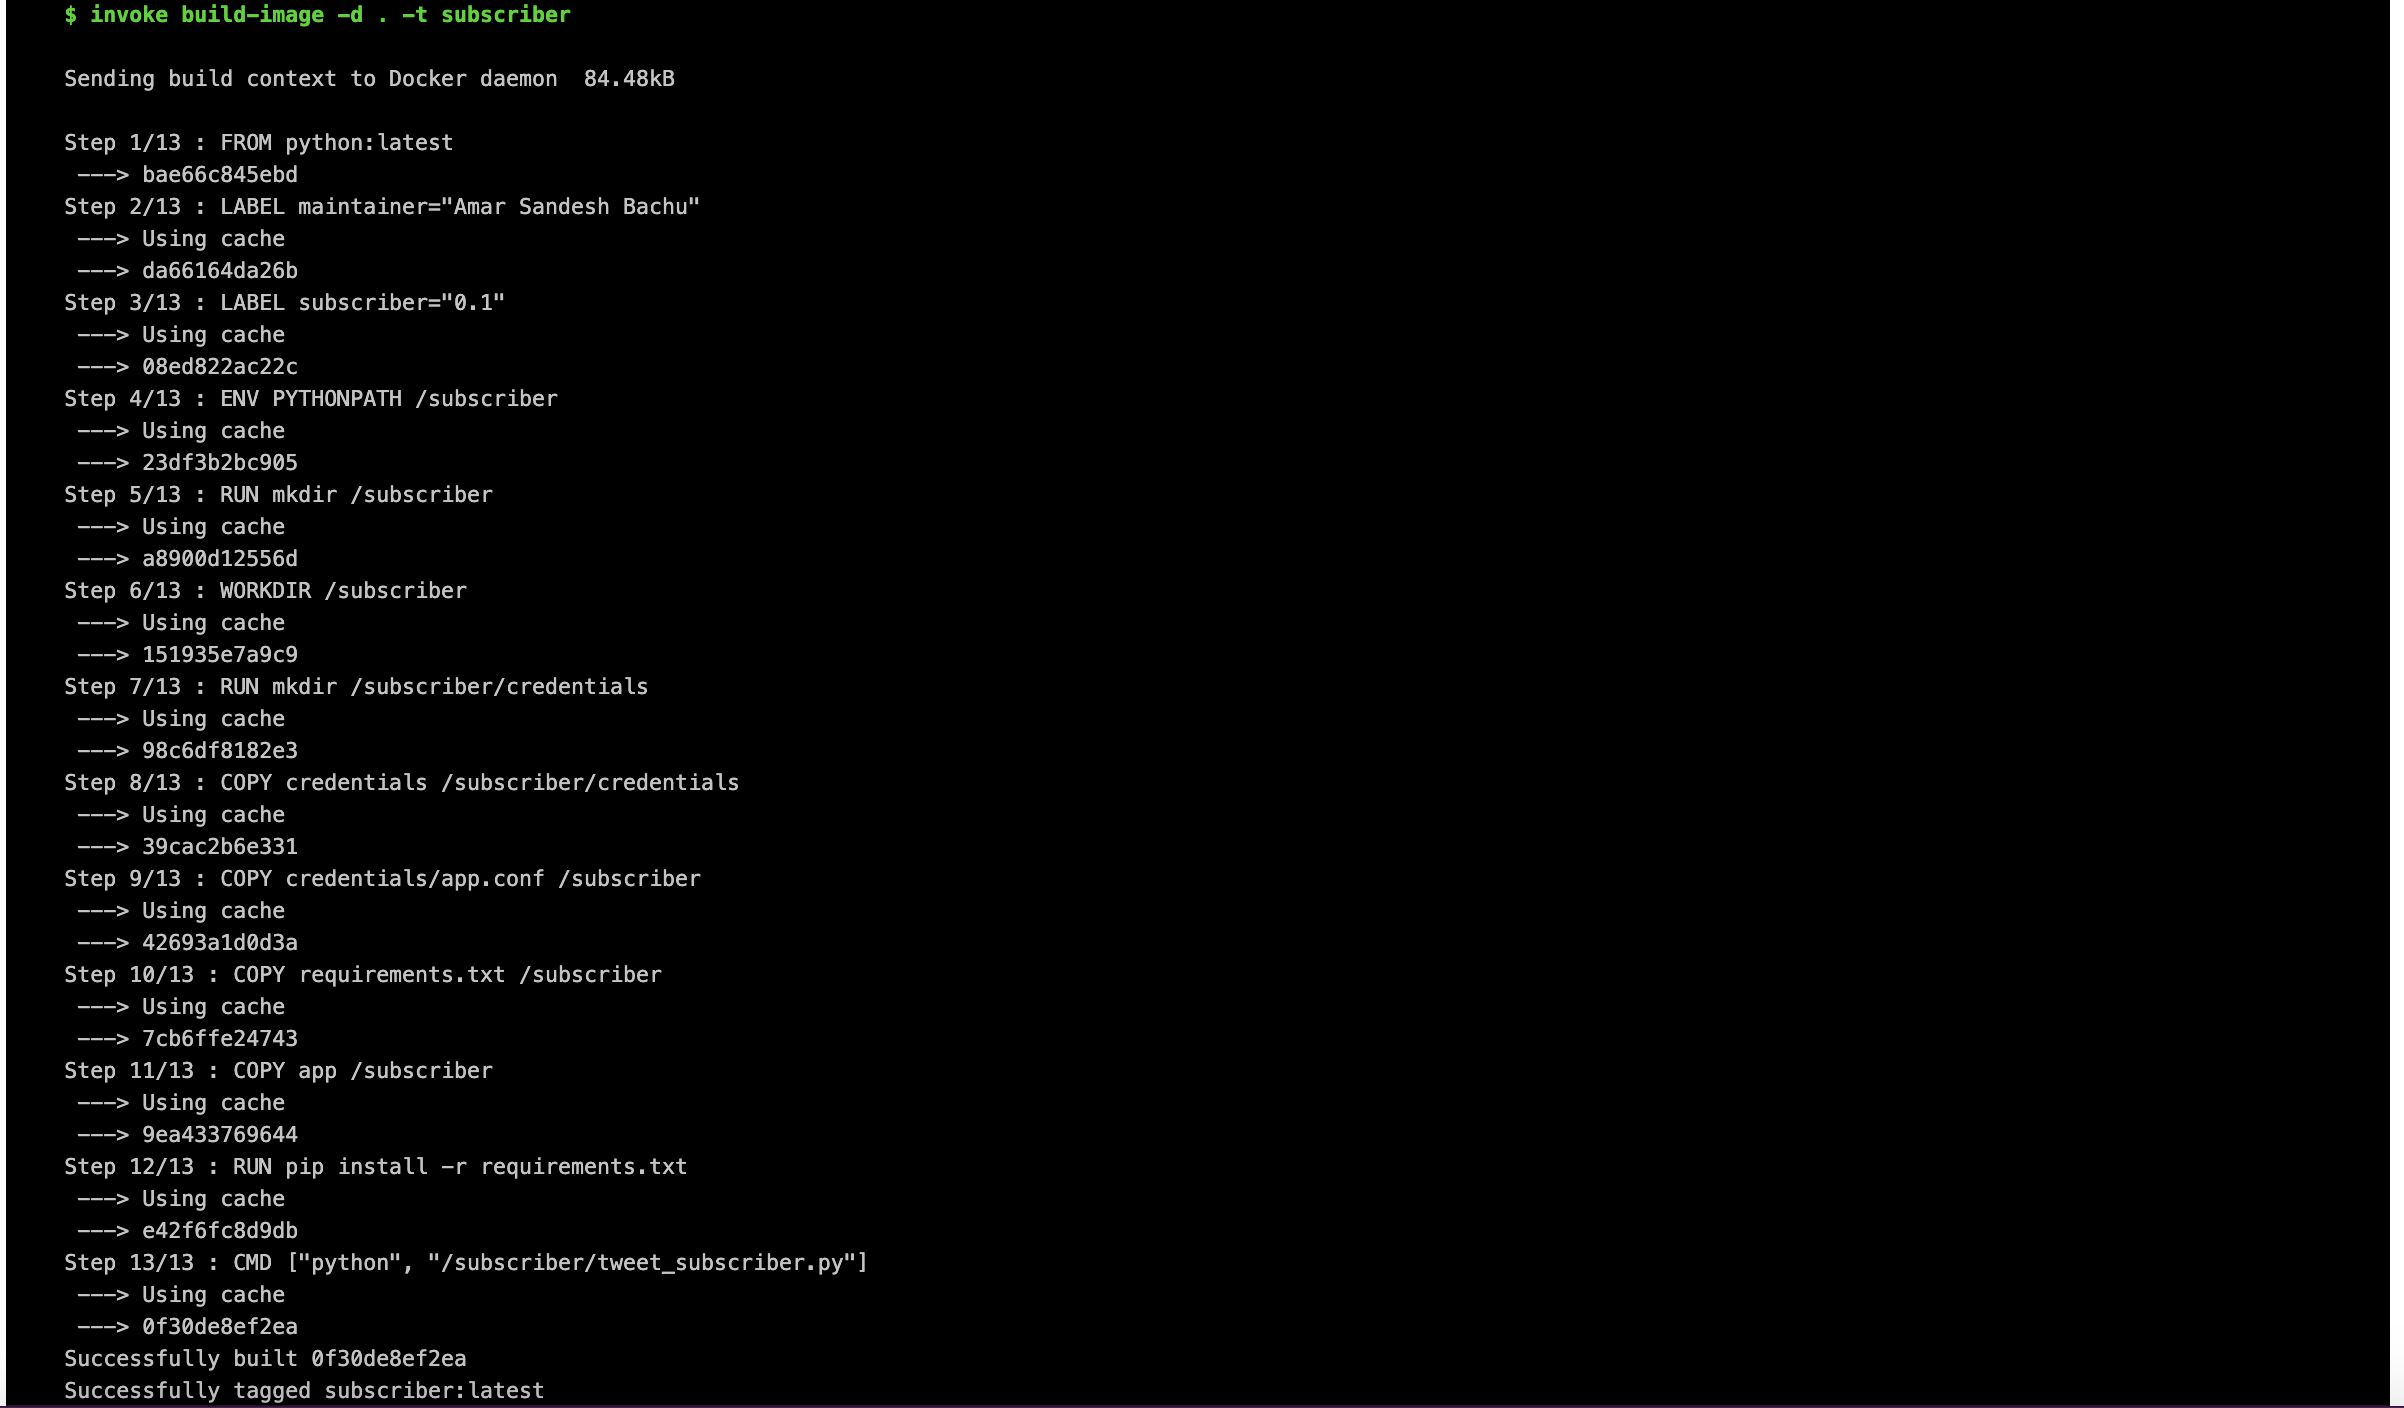 $ invoke build-image -d . -t subscriber
Sending build context to Docker daemon  84.48kB
Step 1/13 : FROM python:latest
 ---> bae66c845ebd
Step 2/13 : LABEL maintainer="Amar Sandesh Bachu"
 ---> Using cache
 ---> da66164da26b
Step 3/13 : LABEL subscriber="0.1"
 ---> Using cache
 ---> 08ed822ac22c
Step 4/13 : ENV PYTHONPATH /subscriber
 ---> Using cache
 ---> 23df3b2bc905
Step 5/13 : RUN mkdir /subscriber
 ---> Using cache
 ---> a8900d12556d
Step 6/13 : WORKDIR /subscriber
 ---> Using cache
 ---> 151935e7a9c9
Step 7/13 : RUN mkdir /subscriber/credentials
 ---> Using cache
 ---> 98c6df8182e3
Step 8/13 : COPY credentials /subscriber/credentials
 ---> Using cache
 ---> 39cac2b6e331
Step 9/13 : COPY credentials/app.conf /subscriber
 ---> Using cache
 ---> 42693a1d0d3a
Step 10/13 : COPY requirements.txt /subscriber
 ---> Using cache
 ---> 7cb6ffe24743
Step 11/13 : COPY app /subscriber
 ---> Using cache
 ---> 9ea433769644
Step 12/13 : RUN pip install -r requirements.txt
 ---> Using cache
 ---> e42f6fc8d9db
Step 13/13 : CMD ["python", "/subscriber/tweet_subscriber.py"]
 ---> Using cache
 ---> 0f30de8ef2ea
Successfully built 0f30de8ef2ea
Successfully tagged subscriber:latest